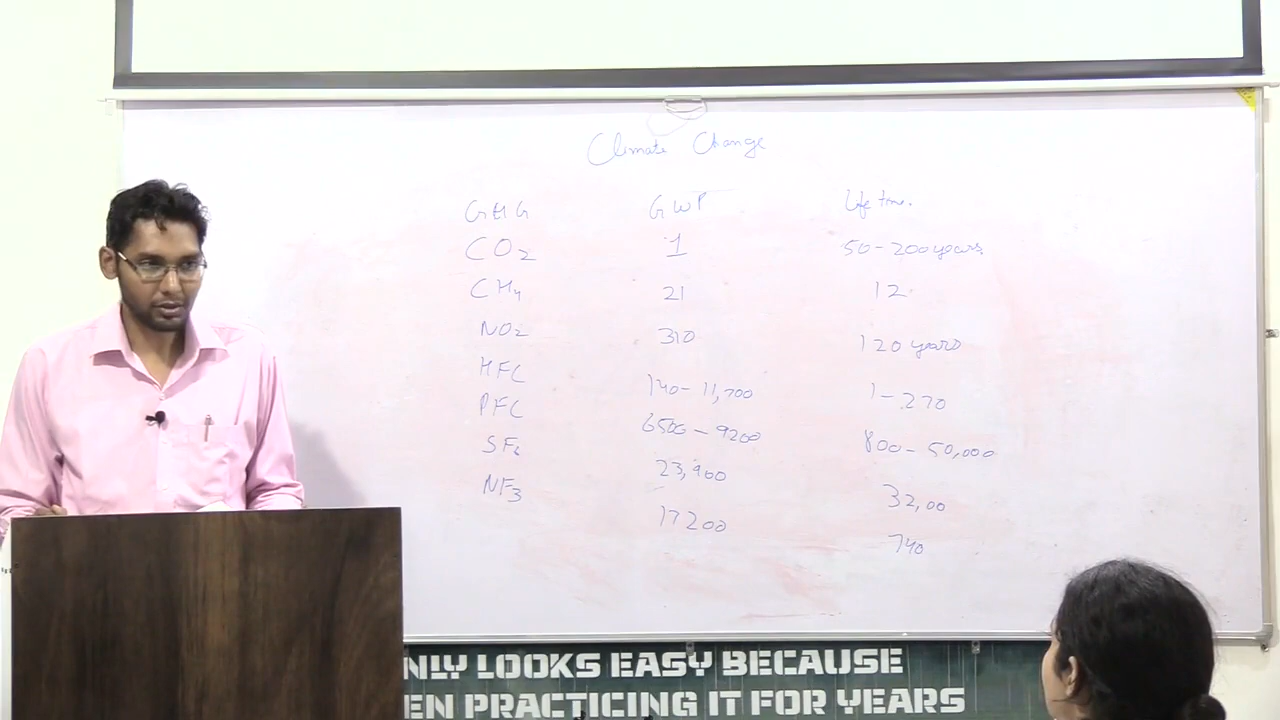 Climate Change
GHG GWP Life time.
CO2 1 50-200 years.
CH4 21 12
NO2 310 120 years
HFC 140-11,700 1-270
PFC 6500-9200 800-50,000
SF6 23,900 32,00
NF3 17200 740
NLY LOOKS EASY BECAUSE
EN PRACTICING IT FOR YEARS